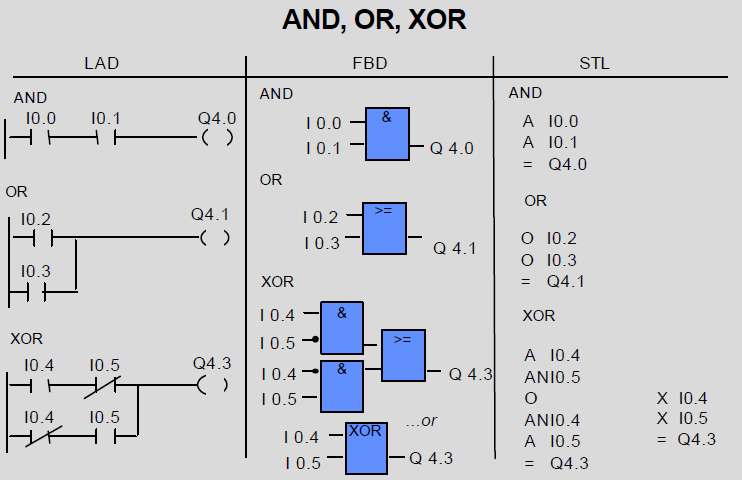 AND, OR, XOR
LAD
FBD
STL
AND
I0.0 I0.1 Q4.0
OR
I0.2 Q4.1
I0.3
XOR
I0.4 I0.5 Q4.3
I0.4 I0.5
AND
&
I 0.0
I 0.1
Q 4.0
OR
>=
I 0.2
I 0.3
Q 4.1
XOR
&
I 0.4
I 0.5
>=
&
I 0.4
I 0.5
Q 4.3
...or
XOR
I 0.4
I 0.5
Q 4.3
AND
A I0.0
A I0.1
= Q4.0
OR
O I0.2
O I0.3
= Q4.1
XOR
A I0.4
ANI0.5
O
ANI0.4
A I0.5
= Q4.3
X I0.4
X I0.5
= Q4.3